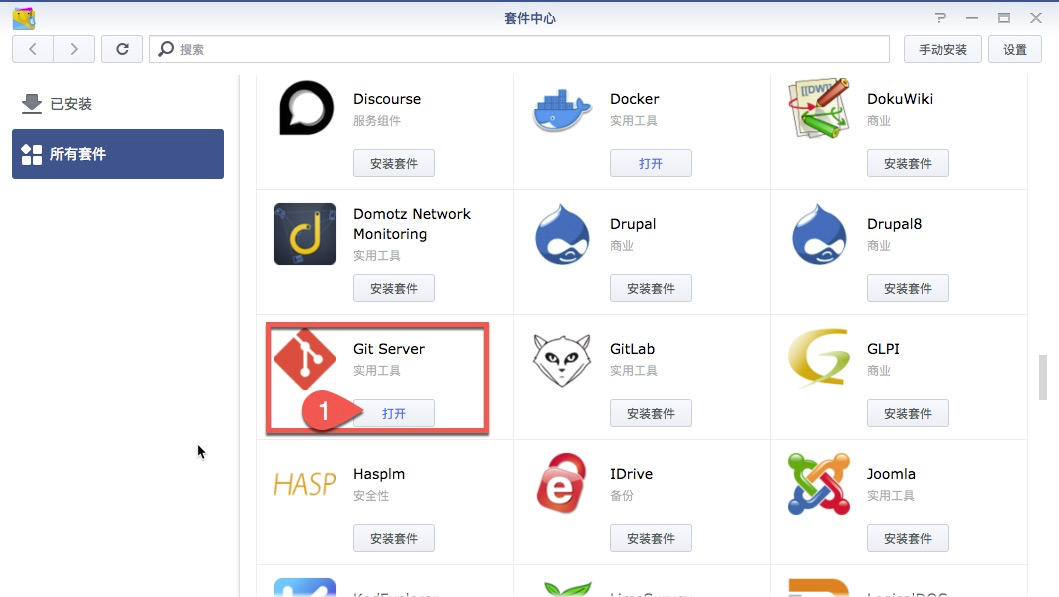 套件中心
搜索
手动安装
设置
已安装
所有套件
Discourse
服务组件
安装套件
Docker
实用工具
打开
DokuWiki
商业
安装套件
[[DW]]
Domotz Network
Monitoring
实用工具
安装套件
Drupal
商业
安装套件
Drupal8
商业
安装套件
Git Server
实用工具
1
打开
GitLab
实用工具
安装套件
GLPI
商业
安装套件
HASP
Hasplm
安全性
安装套件
e
IDrive
备份
安装套件
Joomla
实用工具
安装套件